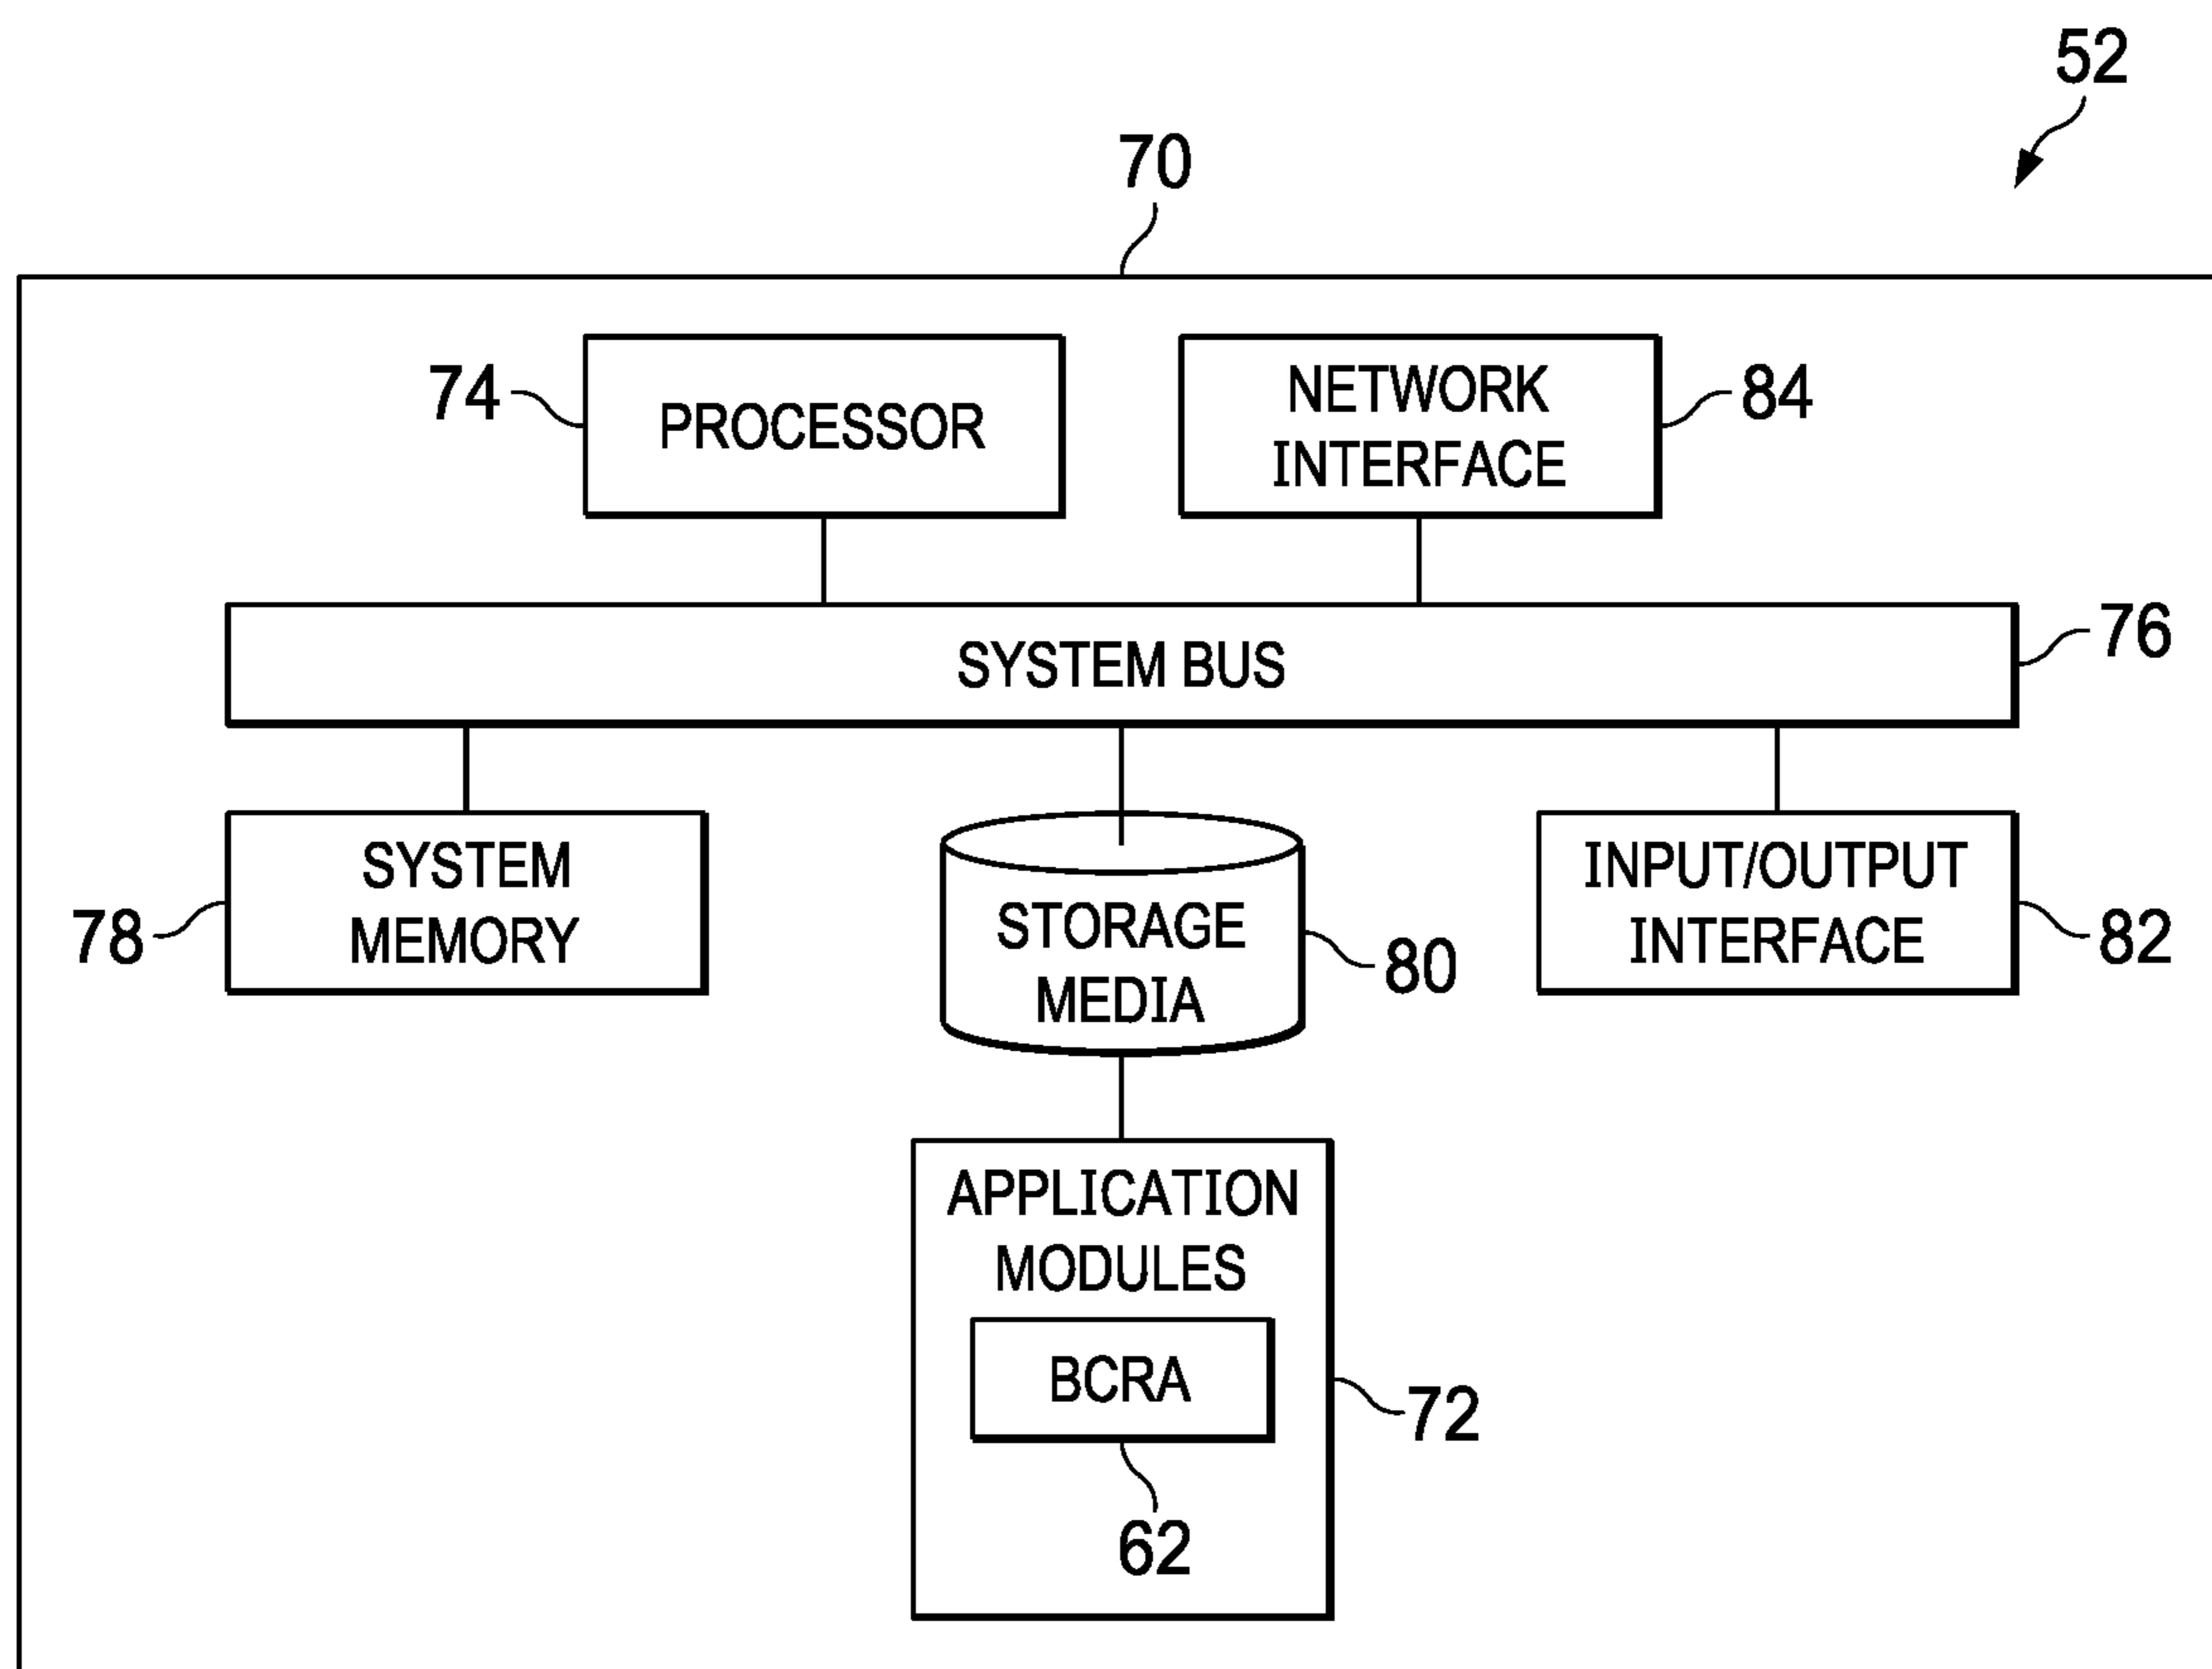 52
70
74
PROCESSOR
NETWORK
INTERFACE
84
SYSTEM BUS
76
SYSTEM
MEMORY
78
STORAGE
MEDIA
80
INPUT/OUTPUT
INTERFACE
82
APPLICATION
MODULES
BCRA
72
62